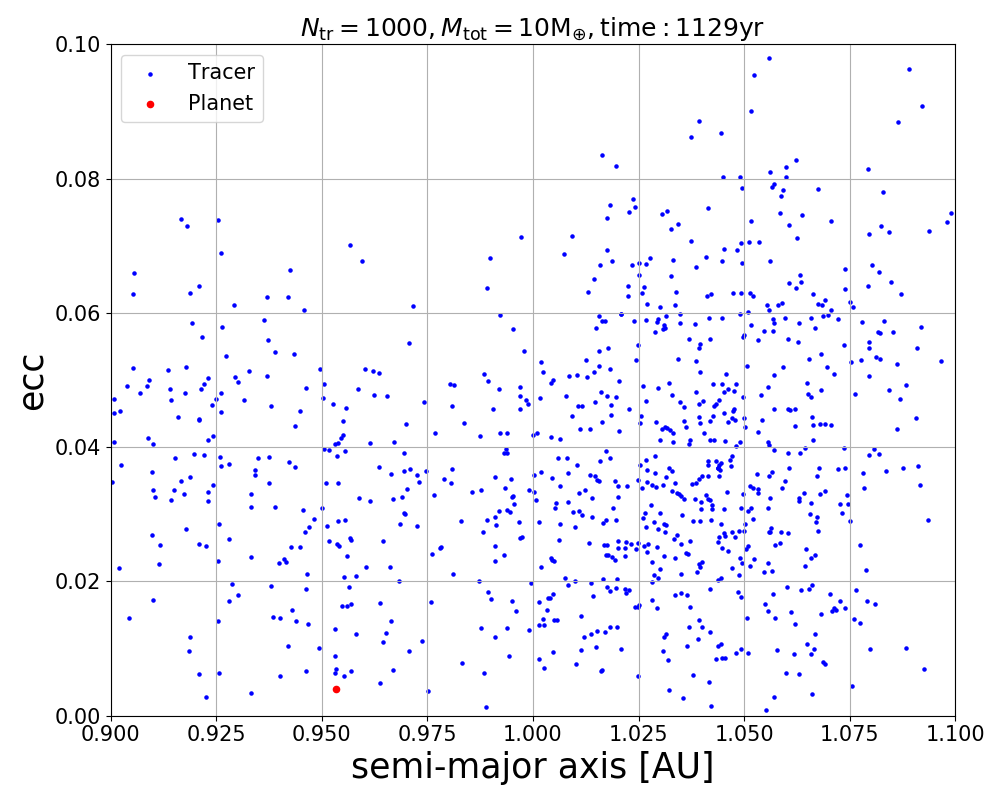 N_tr = 1000, M_tot = 10M_⊕, time : 1129yr
Tracer
Planet
0.10
0.08
0.06
0.04
0.02
0.00
ecc
0.900 0.925 0.950 0.975 1.000 1.025 1.050 1.075 1.100
semi-major axis [AU]